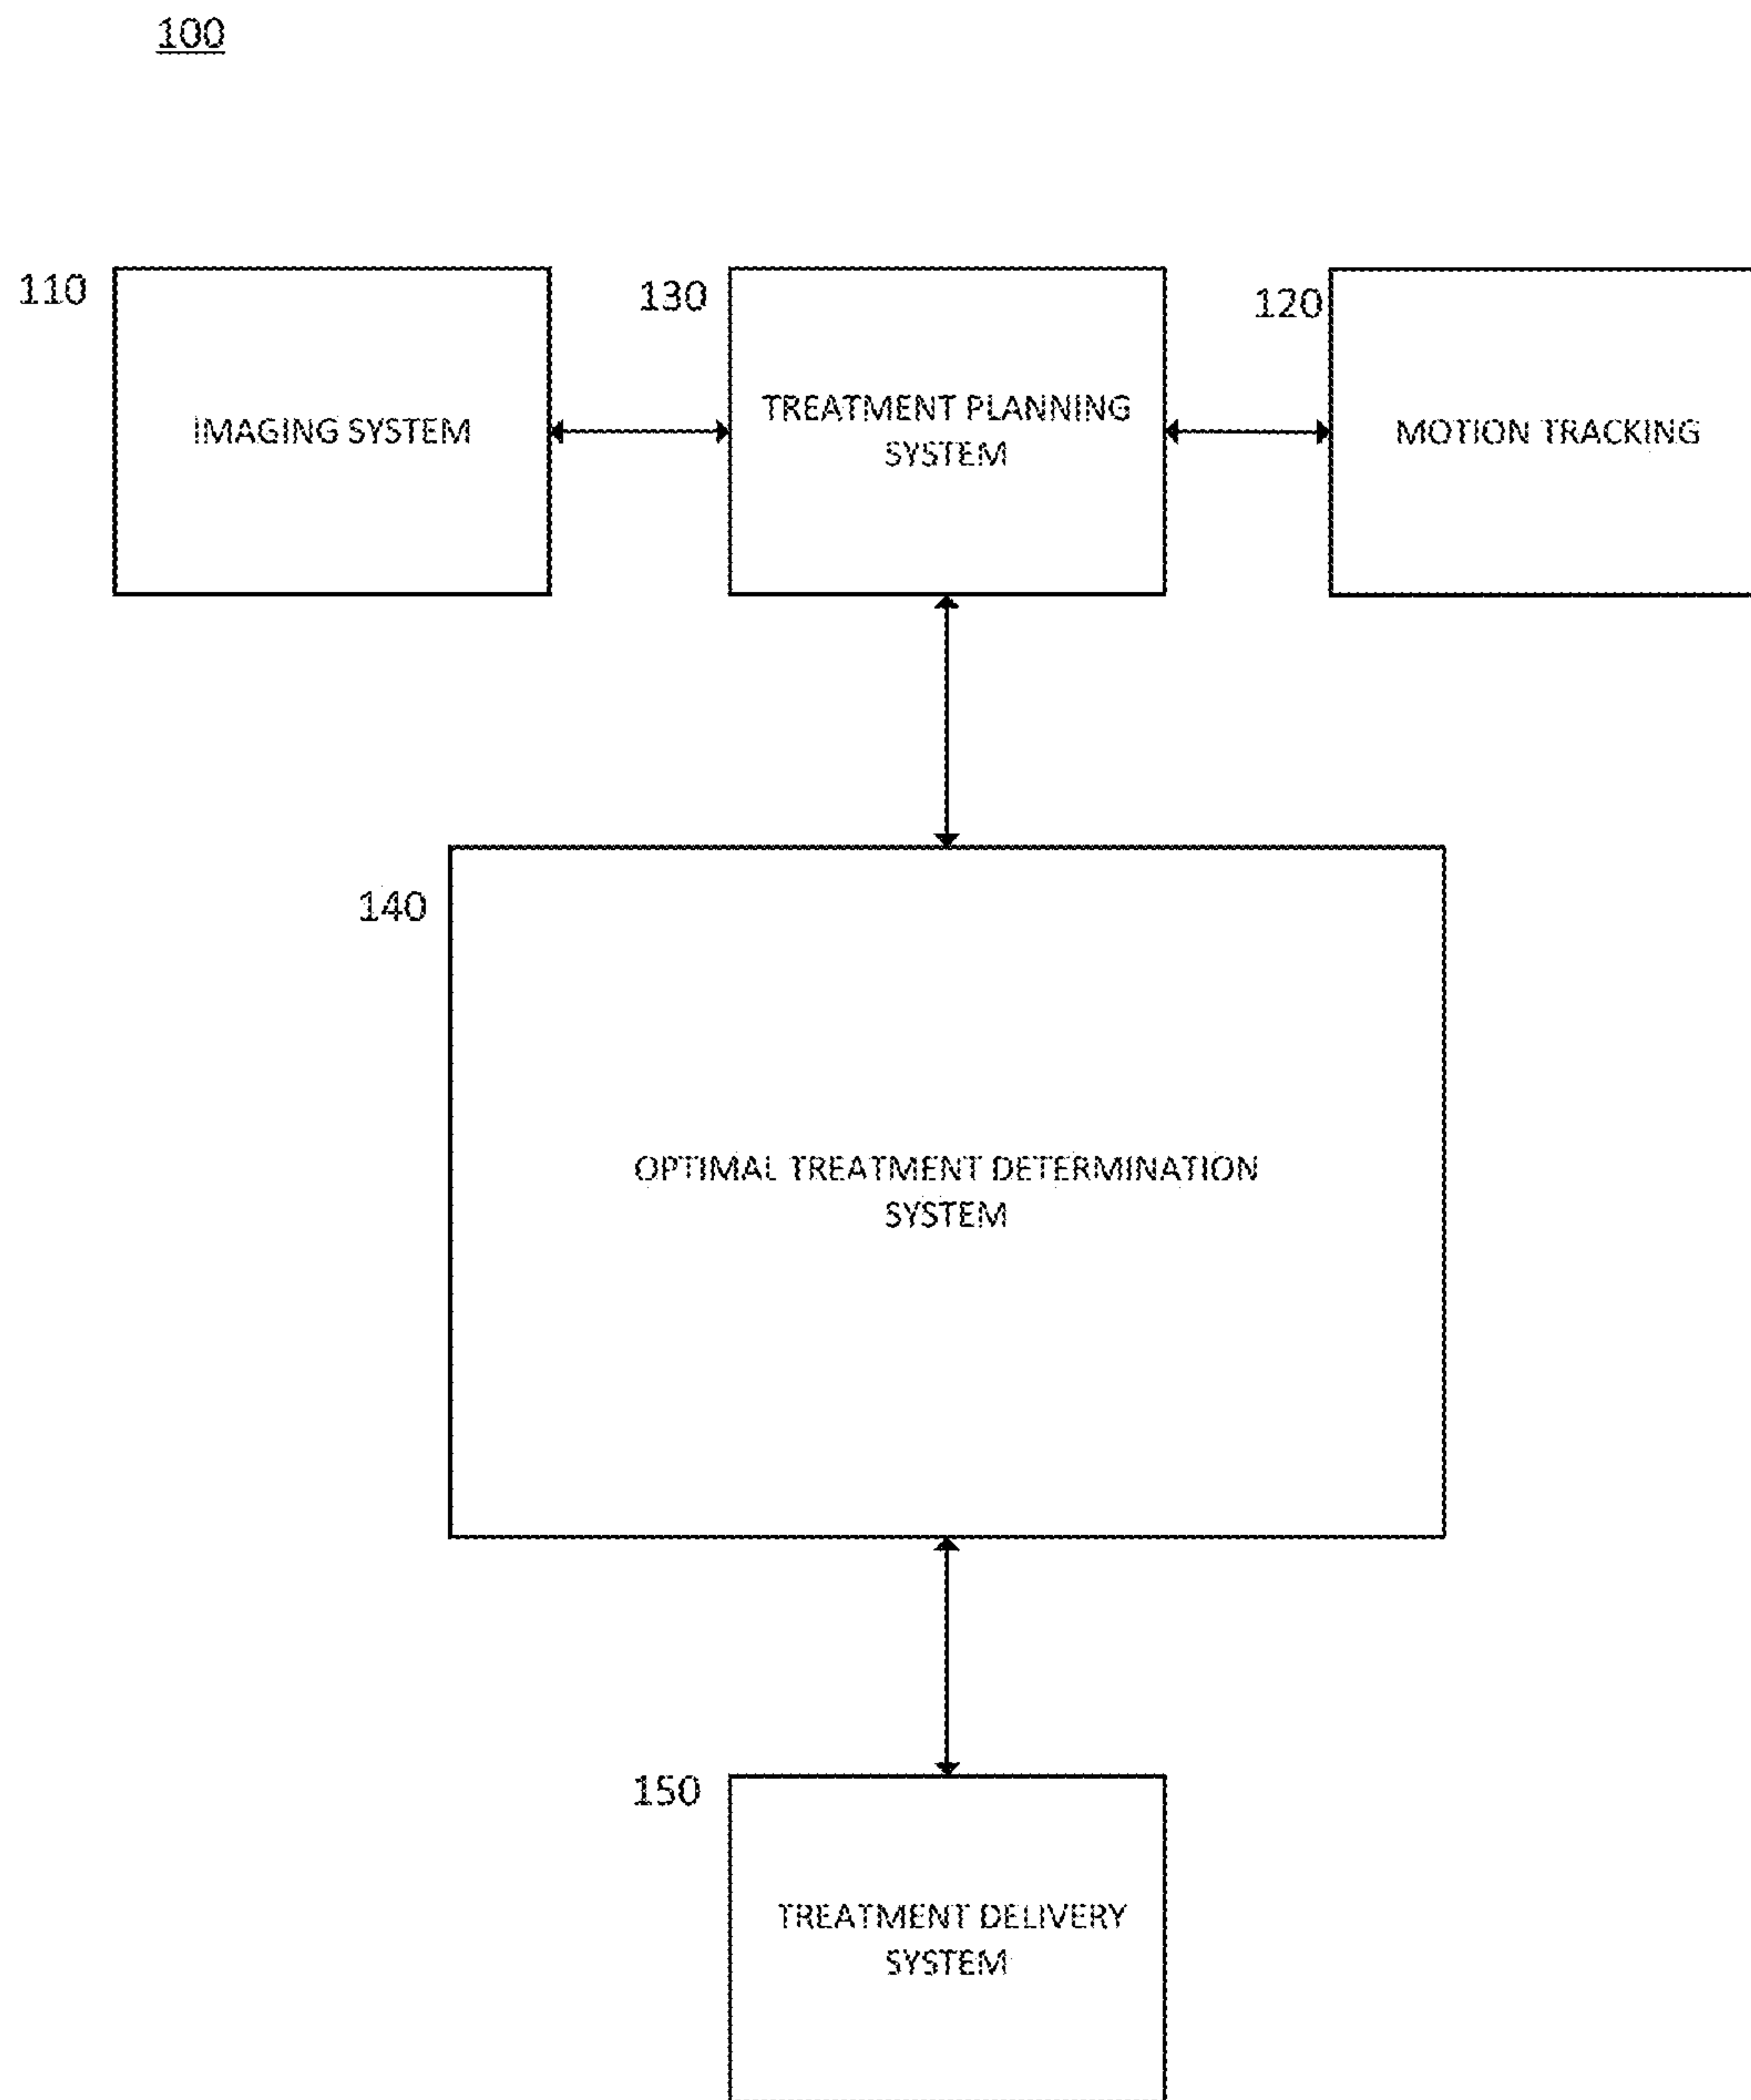 100
110
IMAGING SYSTEM
130
TREATMENT PLANNING
SYSTEM
120
MOTION TRACKING
140
OPTIMAL TREATMENT DETERMINATION
SYSTEM
150
TREATMENT DELIVERY
SYSTEM